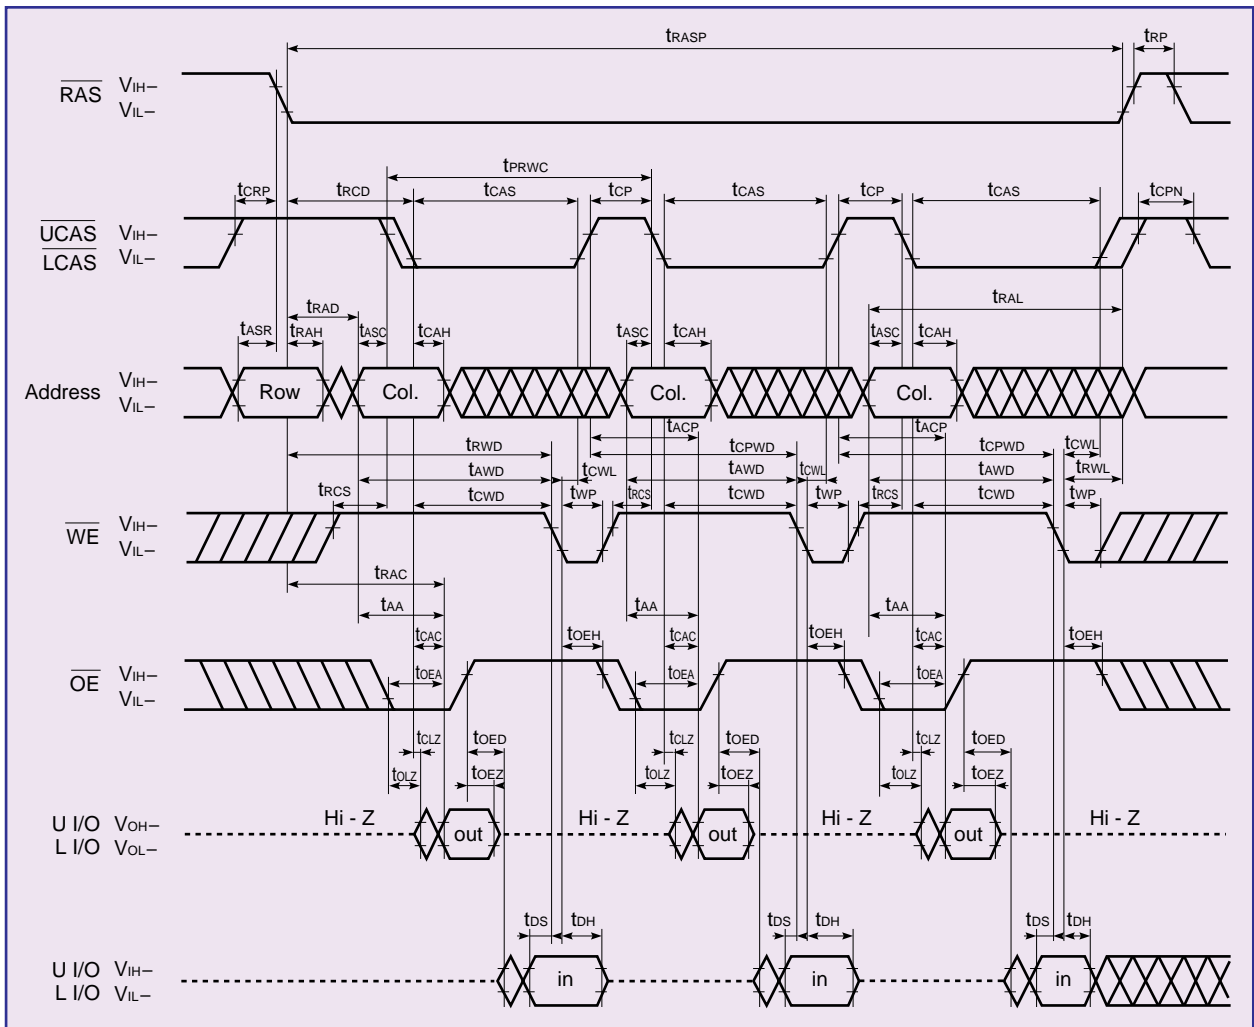 tRASP tRP
RAS VIH–
VIL–
tPRWC
tCRP tRCD tCAS tCP tCAS tCP tCAS tCPN
UCAS VIH–
LCAS VIL–
tRAD tRAL
tASR tRAH tASC tCAH tASC tCAH tASC tCAH
Address VIH–
VIL–
Row Col. Col. Col.
tACP tACP
tRWD tCPWD tCPWD tCWL
tAWD tCWL tAWD tCWL tAWD tRWL
tRCS tCWD tWP tRCS tCWD tWP tRCS tCWD tWP
WE VIH–
VIL–
tRAC
tAA tAA tAA
tCAC tOEH tCAC tOEH tCAC tOEH
OE VIH–
VIL–
tOEA tOEA tOEA
tCLZ tOED tCLZ tOED tCLZ tOED
tOLZ tOEZ tOLZ tOEZ tOLZ tOEZ
Hi - Z Hi - Z Hi - Z Hi - Z
U I/O VOH–
L I/O VOL–
out out out
tDS tDH tDS tDH tDS tDH
U I/O VIH–
L I/O VIL–
in in in